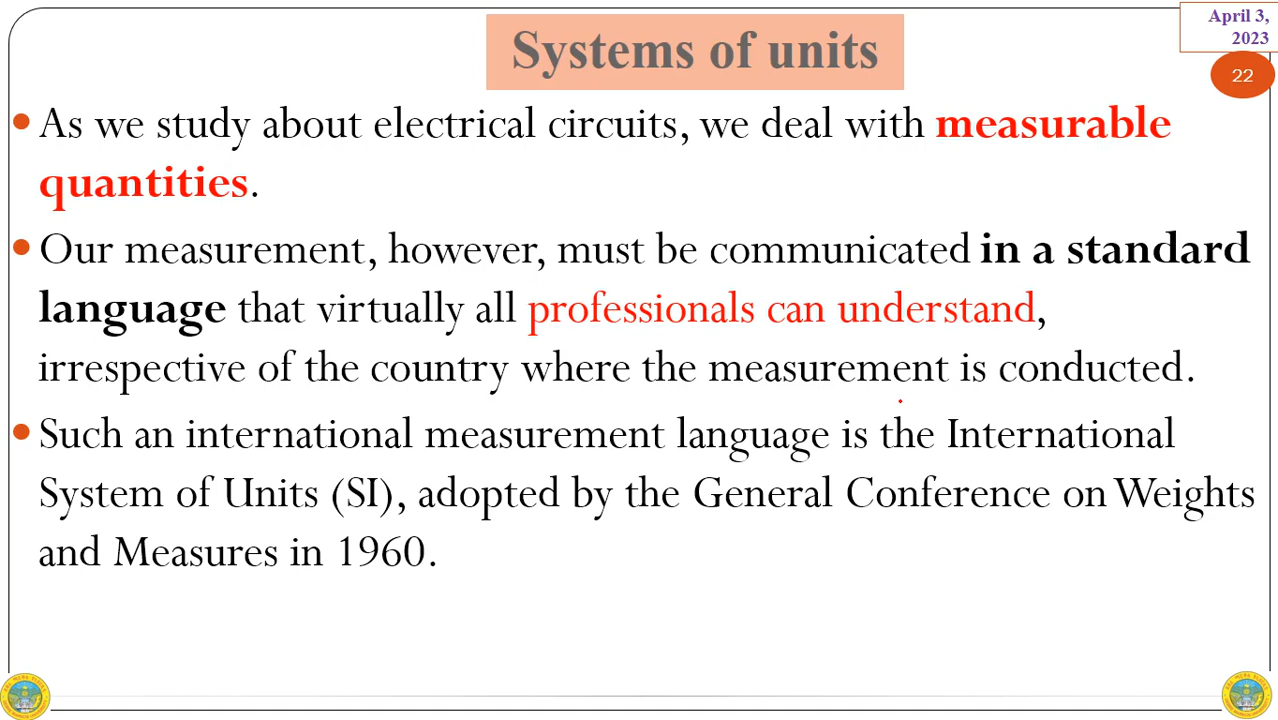 Systems of units
April 3,
2023
22
• As we study about electrical circuits, we deal with measurable
quantities.
• Our measurement, however, must be communicated in a standard
language that virtually all professionals can understand,
irrespective of the country where the measurement is conducted.
• Such an international measurement language is the International
System of Units (SI), adopted by the General Conference on Weights
and Measures in 1960.